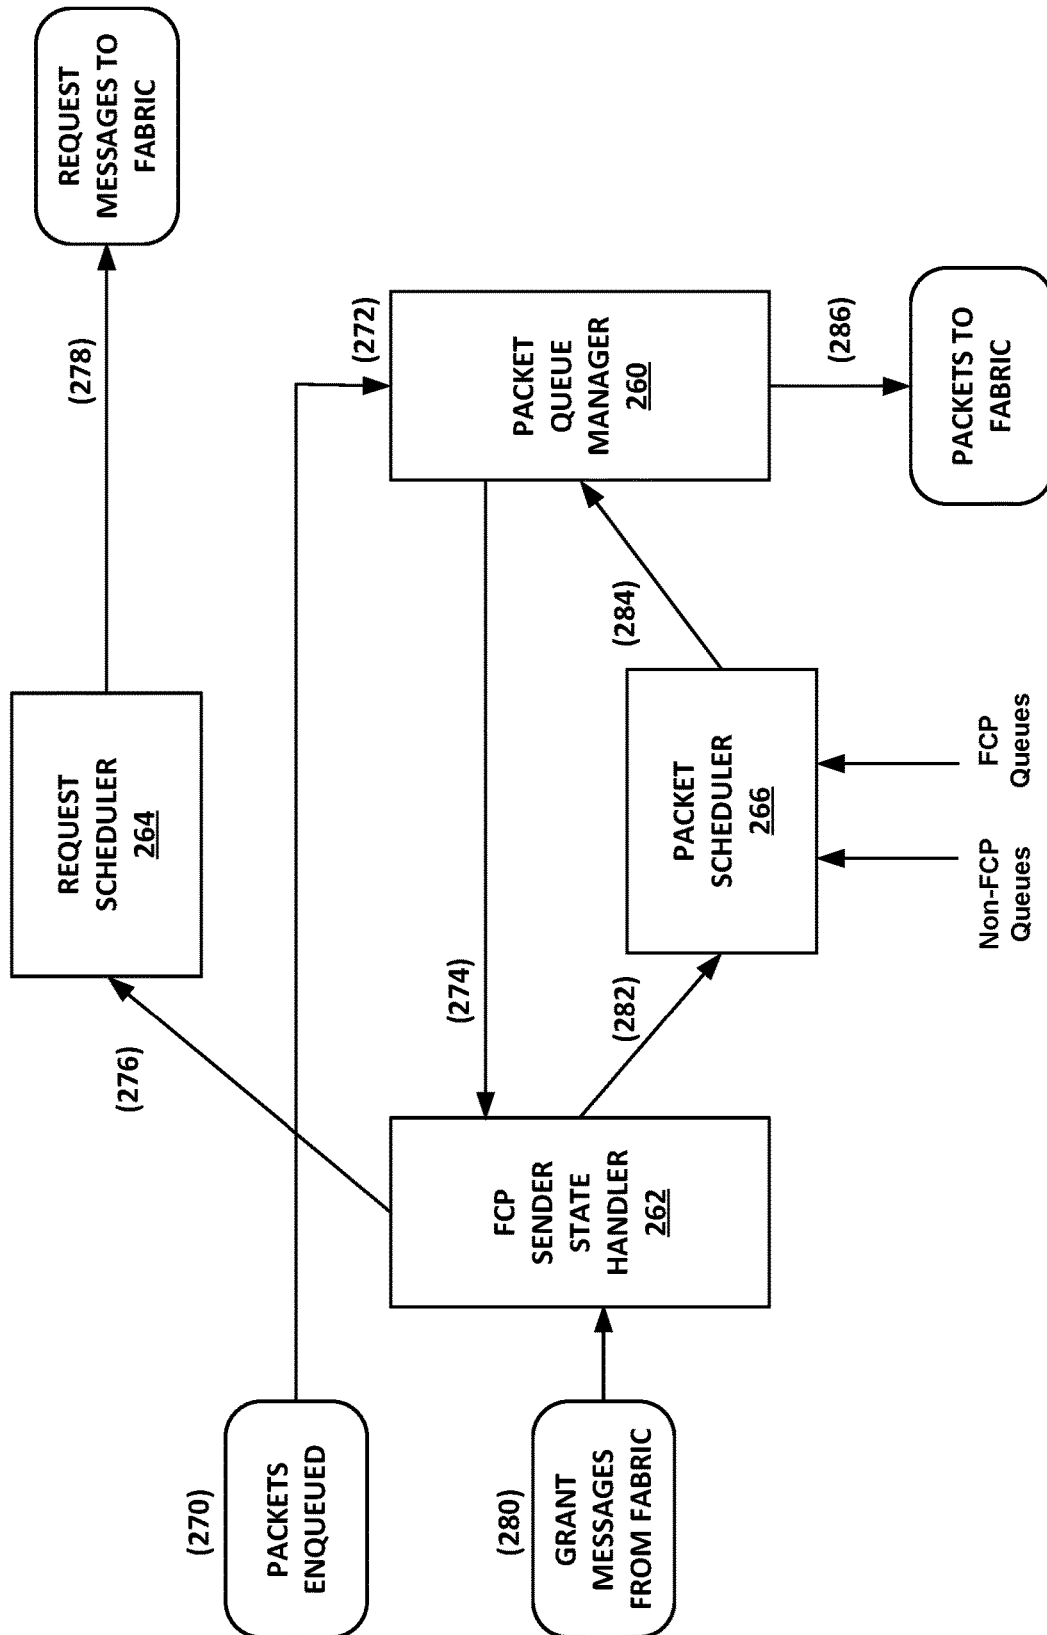 REQUEST
MESSAGES TO
FABRIC
(278)
REQUEST
SCHEDULER
264
(276)
(270)
PACKETS
ENQUEUED
(272)
PACKET
QUEUE
MANAGER
260
(274)
FCP
SENDER
STATE
HANDLER
262
(280)
GRANT
MESSAGES
FROM FABRIC
(282)
PACKET
SCHEDULER
266
(284)
(286)
PACKETS TO
FABRIC
Non-FCP
Queues
FCP
Queues